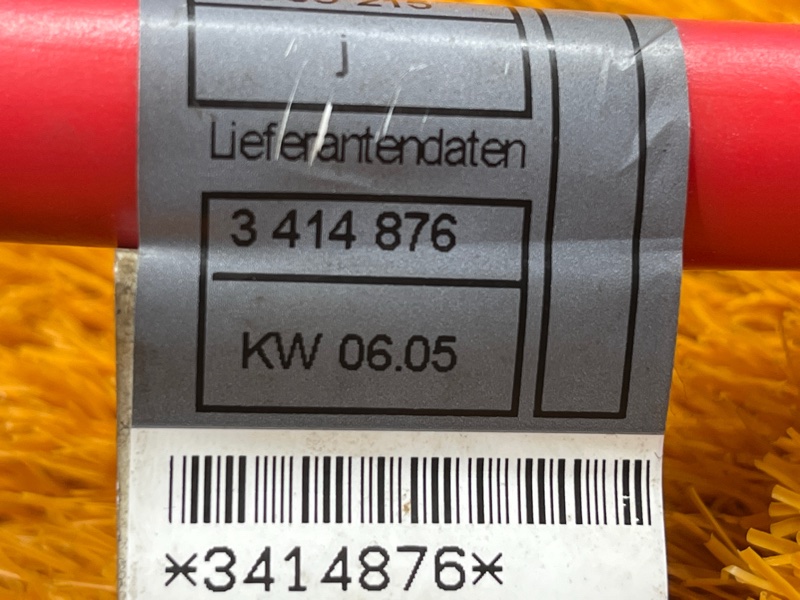 j
Lieferantendaten
3 414 876
KW 06.05
*3414876*